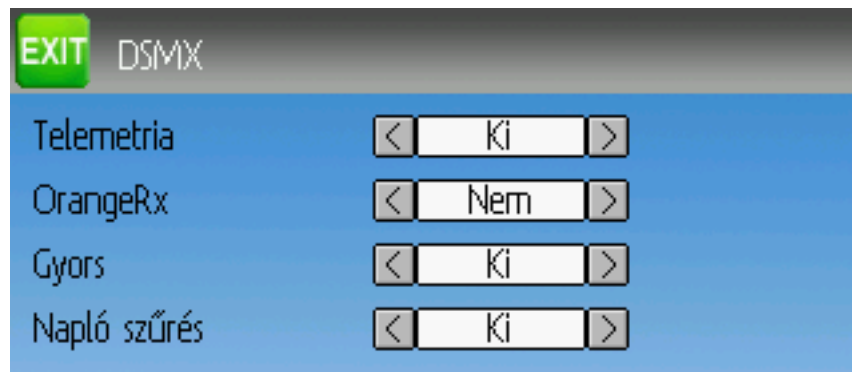 EXIT DSMX
Telemetria < Ki >
OrangeRx < Nem >
Gyors < Ki >
Napló szűrés < Ki >